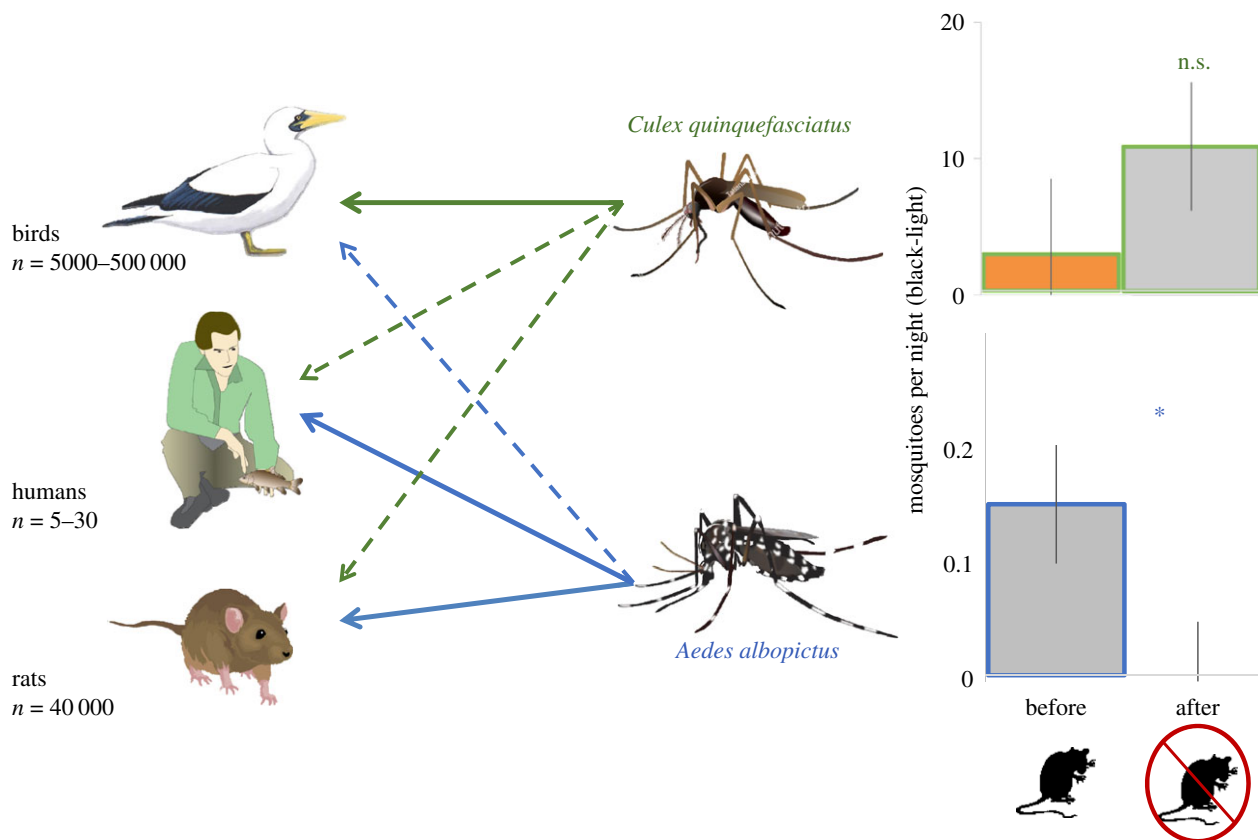 birds
n = 5000–500 000
humans
n = 5–30
rats
n = 40 000
Culex quinquefasciatus
Aedes albopictus
mosquitoes per night (black-light)
20
n.s.
10
0
*
0.2
0.1
0
before
after